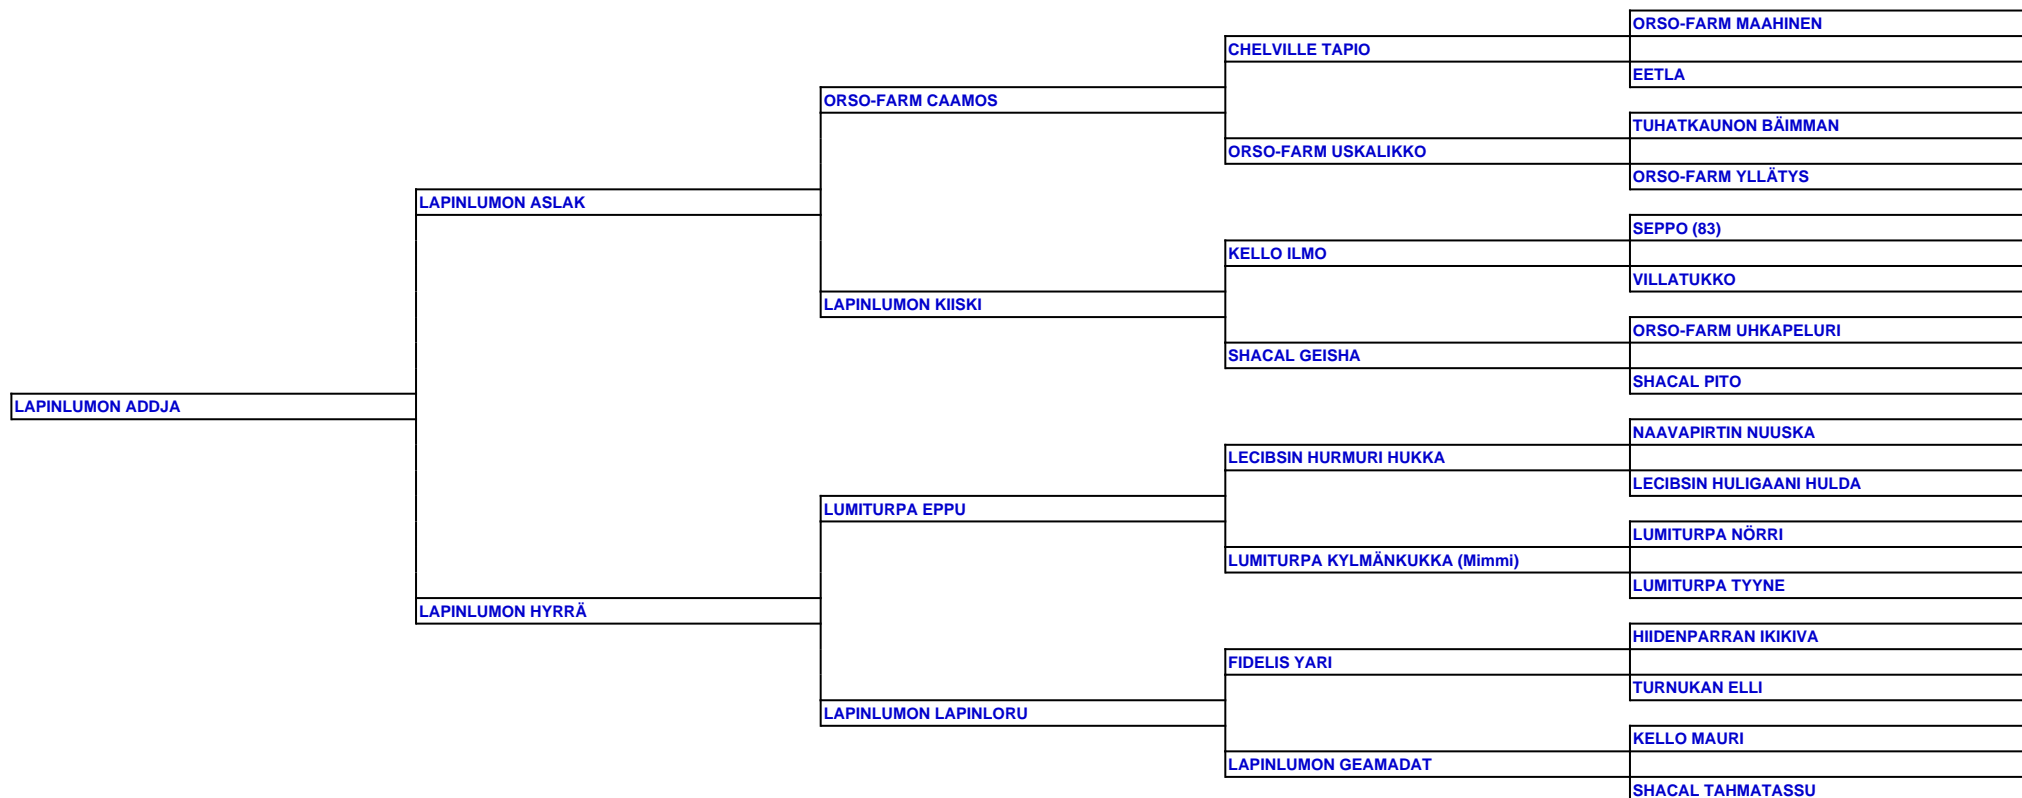 ORSO-FARM MAAHINEN
CHELVILLE TAPIO
EETLA
ORSO-FARM CAAMOS
TUHATKAUNON BÄIMMAN
ORSO-FARM USKALIKKO
ORSO-FARM YLLÄTYS
LAPINLUMON ASLAK
SEPPO (83)
KELLO ILMO
VILLATUKKO
LAPINLUMON KIISKI
ORSO-FARM UHKAPELURI
SHACAL GEISHA
SHACAL PITO
LAPINLUMON ADDJA
NAAVAPIRTIN NUUSKA
LECIBSIN HURMURI HUKKA
LECIBSIN HULIGAANI HULDA
LUMITURPA EPPU
LUMITURPA NÖRRI
LUMITURPA KYLMÄNKUKKA (Mimmi)
LUMITURPA TYYNE
LAPINLUMON HYRRÄ
HIIDENPARRAN IKIKIVA
FIDELIS YARI
TURNUKAN ELLI
LAPINLUMON LAPINLORU
KELLO MAURI
LAPINLUMON GEAMADAT
SHACAL TAHMATASSU